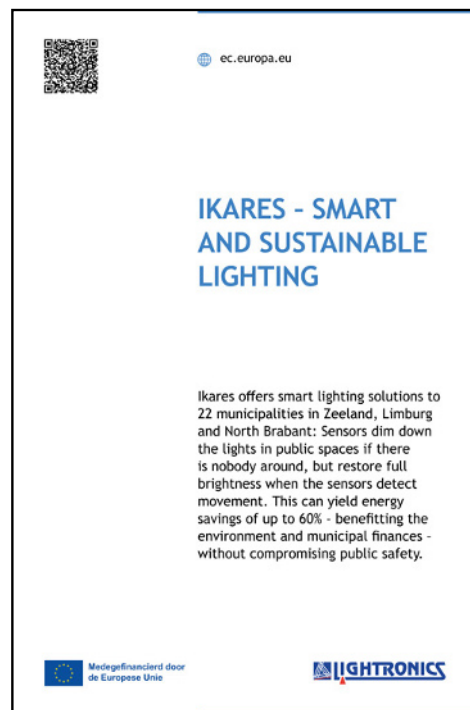 ec.europa.eu
IKARES – SMART
AND SUSTAINABLE
LIGHTING
Ikares offers smart lighting solutions to
22 municipalities in Zeeland, Limburg
and North Brabant: Sensors dim down
the lights in public spaces if there
is nobody around, but restore full
brightness when the sensors detect
movement. This can yield energy
savings of up to 60% - benefitting the
environment and municipal finances –
without compromising public safety.
Medegefinancierd door
de Europese Unie
LIGHTRONICS